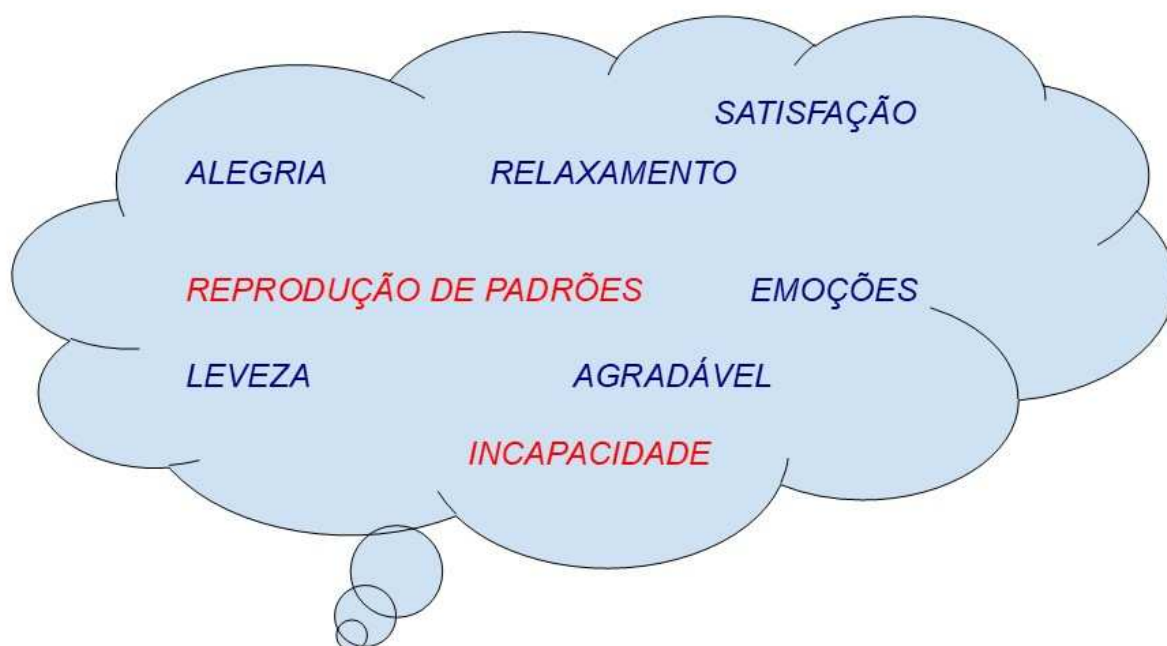 SATISFAÇÃO
ALEGRIA RELAXAMENTO
REPRODUÇÃO DE PADRÕES EMOÇÕES
LEVEZA AGRADÁVEL
INCAPACIDADE